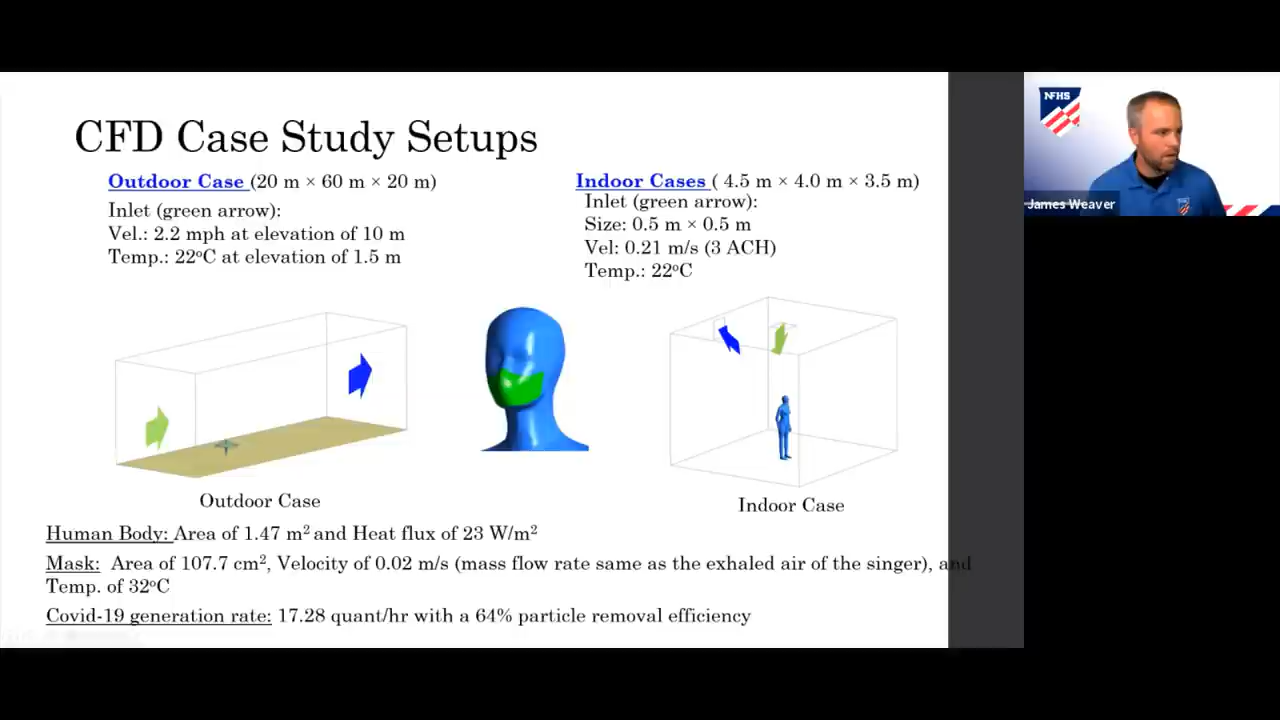 CFD Case Study Setups
Outdoor Case (20 m × 60 m × 20 m)
Inlet (green arrow):
Vel.: 2.2 mph at elevation of 10 m
Temp.: 22°C at elevation of 1.5 m
Indoor Cases ( 4.5 m × 4.0 m × 3.5 m)
Inlet (green arrow):
Size: 0.5 m × 0.5 m
Vel: 0.21 m/s (3 ACH)
Temp.: 22°C
NFHS
James Weaver
Outdoor Case
Indoor Case
Human Body: Area of 1.47 m² and Heat flux of 23 W/m²
Mask: Area of 107.7 cm², Velocity of 0.02 m/s (mass flow rate same as the exhaled air of the singer), and
Temp. of 32°C
Covid-19 generation rate: 17.28 quant/hr with a 64% particle removal efficiency